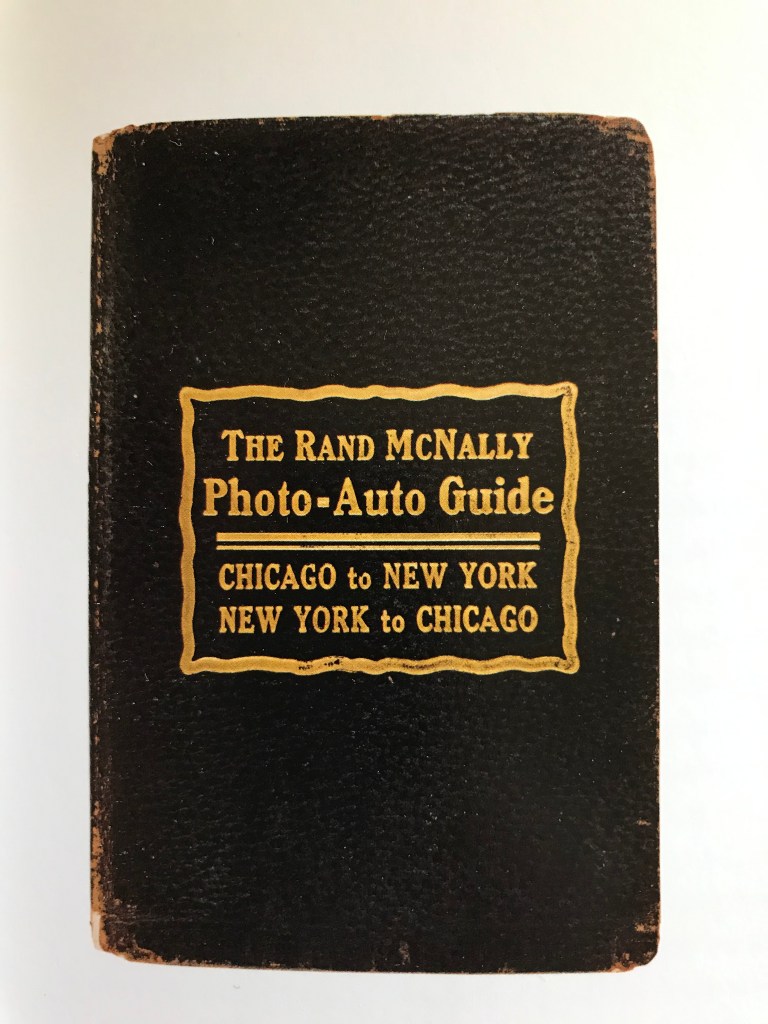 THE RAND MCNALLY
Photo-Auto Guide
CHICAGO to NEW YORK
NEW YORK to CHICAGO